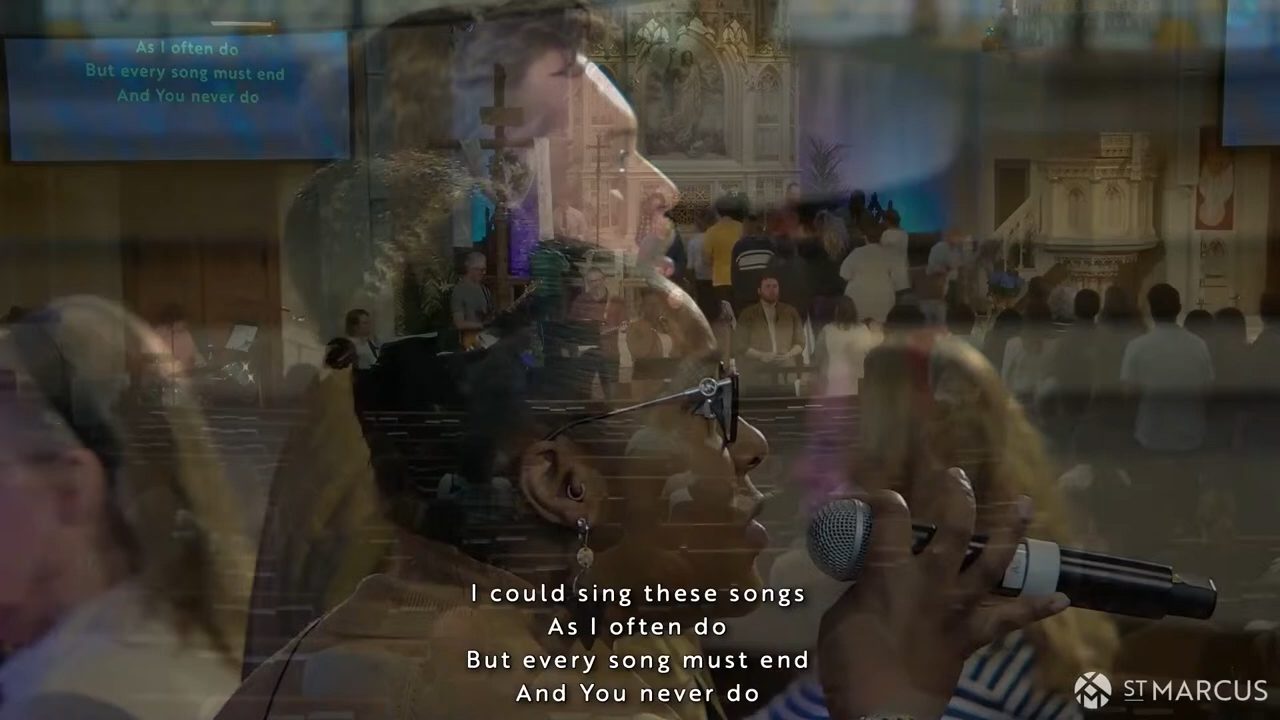 As I often do
But every song must end
And You never do
I could sing these songs
As I often do
But every song must end
And You never do
ST MARCUS